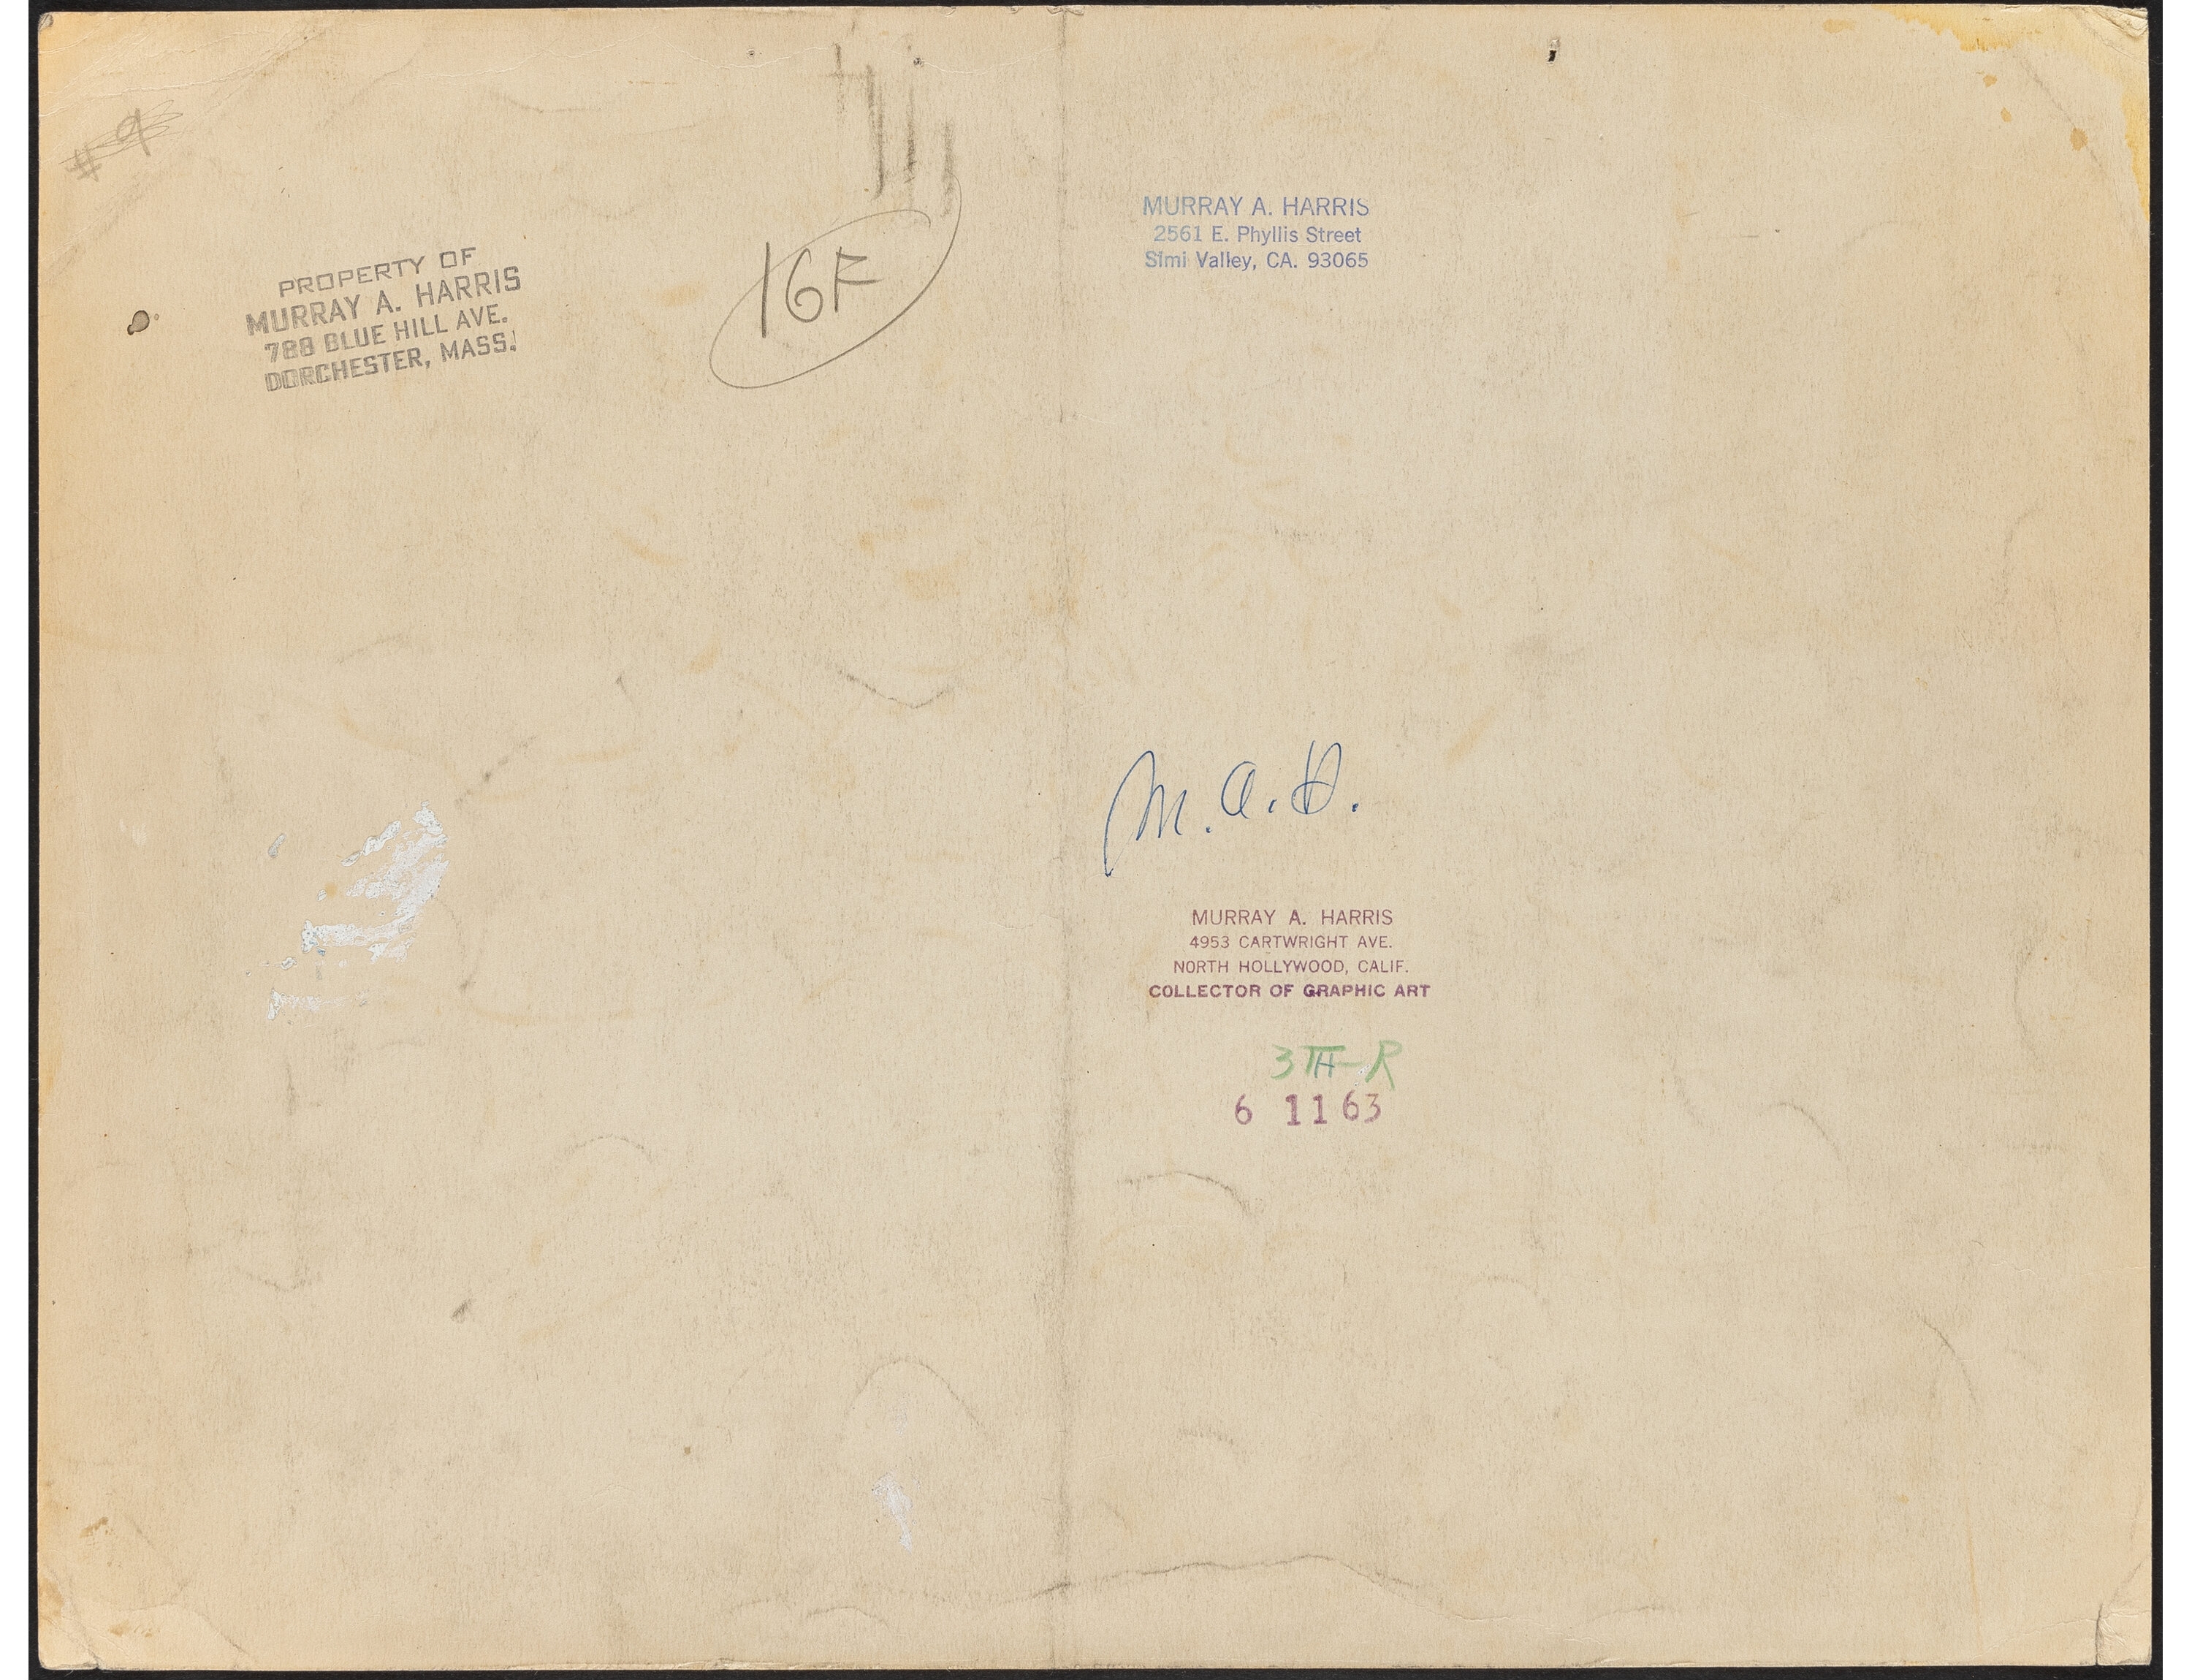 # 9
PROPERTY OF
MURRAY A. HARRIS
788 BLUE HILL AVE.
DORCHESTER, MASS.
16F
MURRAY A. HARRIS
2561 E. Phyllis Street
Simi Valley, CA. 93065
M.A.H.
MURRAY A. HARRIS
4953 CARTWRIGHT AVE.
NORTH HOLLYWOOD, CALIF.
COLLECTOR OF GRAPHIC ART
6 11 63